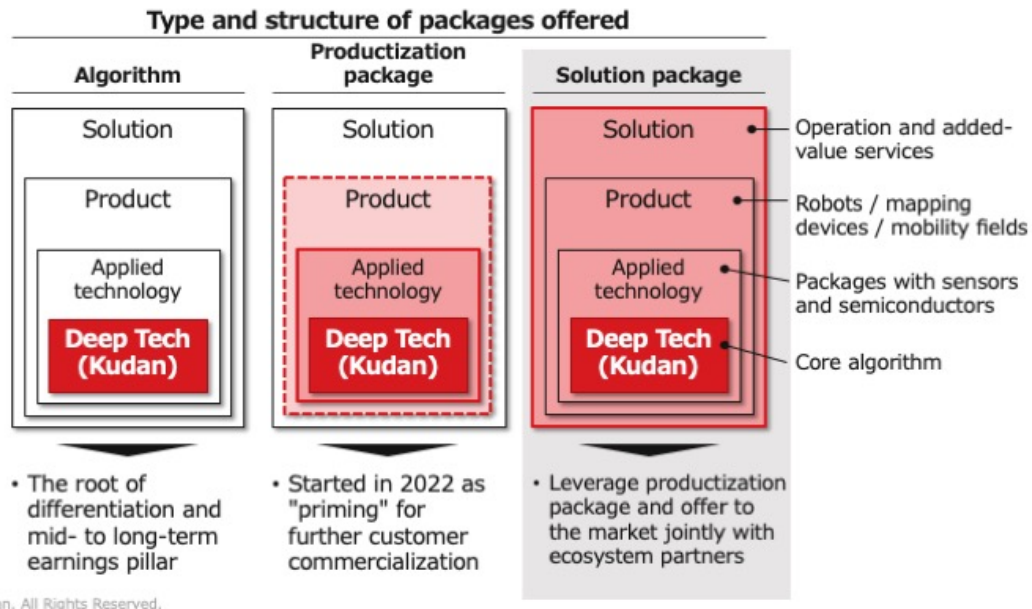 Type and structure of packages offered
Algorithm
Solution
Product
Applied
technology
Deep Tech
(Kudan)
• The root of
differentiation and
mid- to long-term
earnings pillar
Productization
package
Solution
Product
Applied
technology
Deep Tech
(Kudan)
• Started in 2022 as
"priming" for
further customer
commercialization
Solution package
Solution
Product
Applied
technology
Deep Tech
(Kudan)
Operation and added-
value services
Robots / mapping
devices / mobility fields
Packages with sensors
and semiconductors
Core algorithm
• Leverage productization
package and offer to
the market jointly with
ecosystem partners
All Rights Reserved.